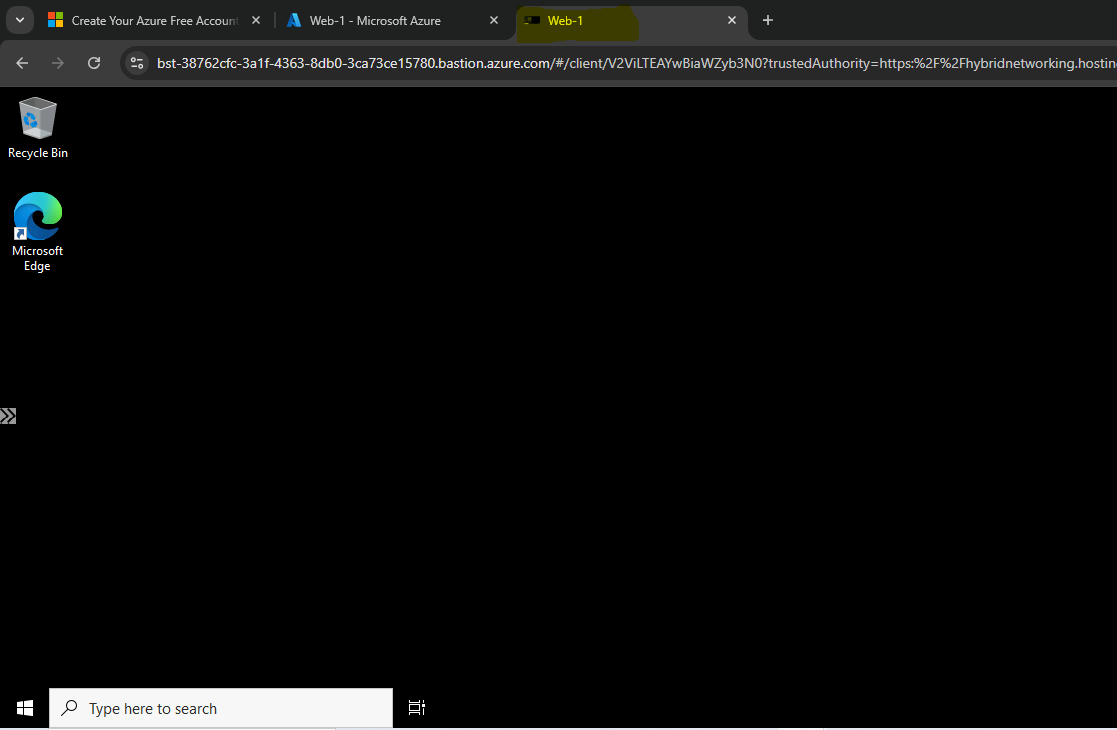 Create Your Azure Free Account
Web-1 - Microsoft Azure
Web-1
bst-38762cfc-3a1f-4363-8db0-3ca73ce15780.bastion.azure.com/#/client/V2ViLTEAYwBiaWZyb3N0?trustedAuthority=https:%2F%2Fhybridnetworking.hosting
Recycle Bin
Microsoft
Edge
Type here to search